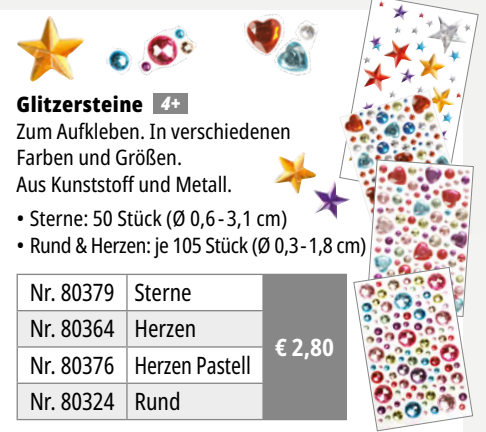 Glitzersteine 4+
Zum Aufkleben. In verschiedenen
Farben und Größen.
Aus Kunststoff und Metall.
• Sterne: 50 Stück (Ø 0,6 - 3,1 cm)
• Rund & Herzen: je 105 Stück (Ø 0,3 - 1,8 cm)
Nr. 80379 Sterne
Nr. 80364 Herzen
€ 2,80
Nr. 80376 Herzen Pastell
Nr. 80324 Rund